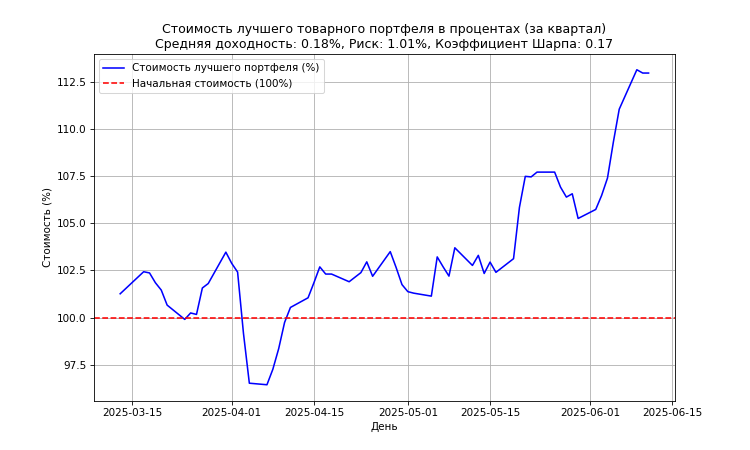 Стоимость лучшего товарного портфеля в процентах (за квартал)
Средняя доходность: 0.18%, Риск: 1.01%, Коэффициент Шарпа: 0.17
Стоимость лучшего портфеля (%)
Начальная стоимость (100%)
Стоимость (%)
112.5
110.0
107.5
105.0
102.5
100.0
97.5
2025-03-15
2025-04-01
2025-04-15
2025-05-01
2025-05-15
2025-06-01
2025-06-15
День